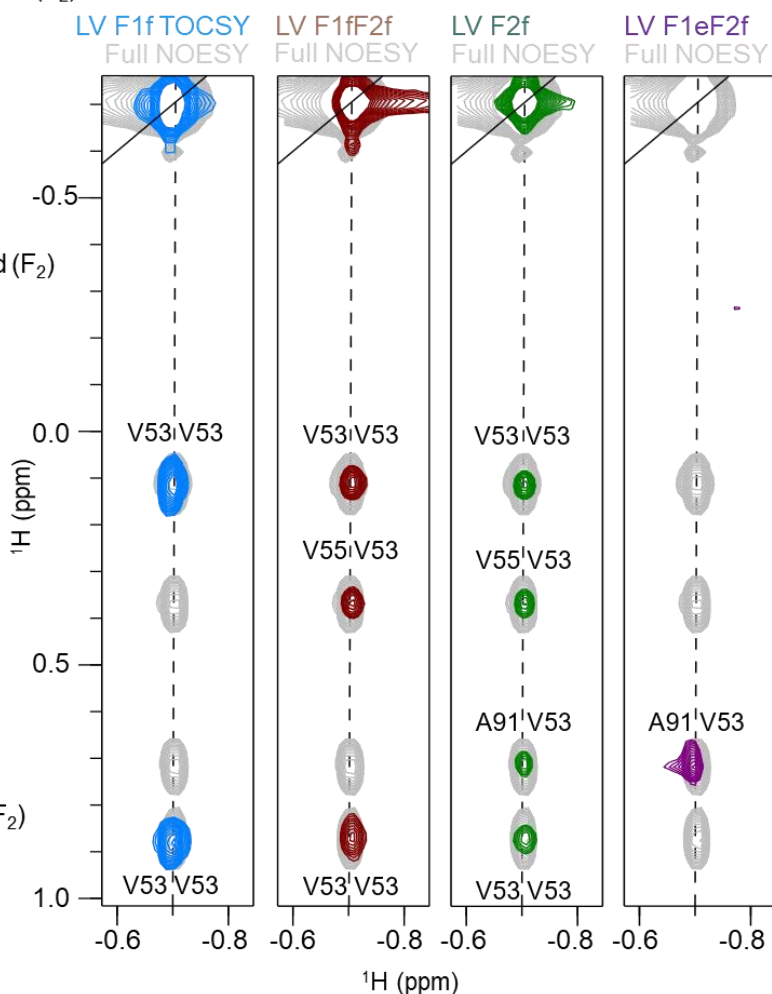 LV F1f TOCSY
Full NOESY
LV F1fF2f
Full NOESY
LV F2f
Full NOESY
LV F1eF2f
Full NOESY
-0.5
d (F2)
V53 V53
V53 V53
V53 V53
0.0
1H (ppm)
V55 V53
V55 V53
0.5
A91 V53
A91 V53
F2)
V53 V53
V53 V53
V53 V53
1.0
-0.6 -0.8 -0.6 -0.8 -0.6 -0.8 -0.6 -0.8
1H (ppm)